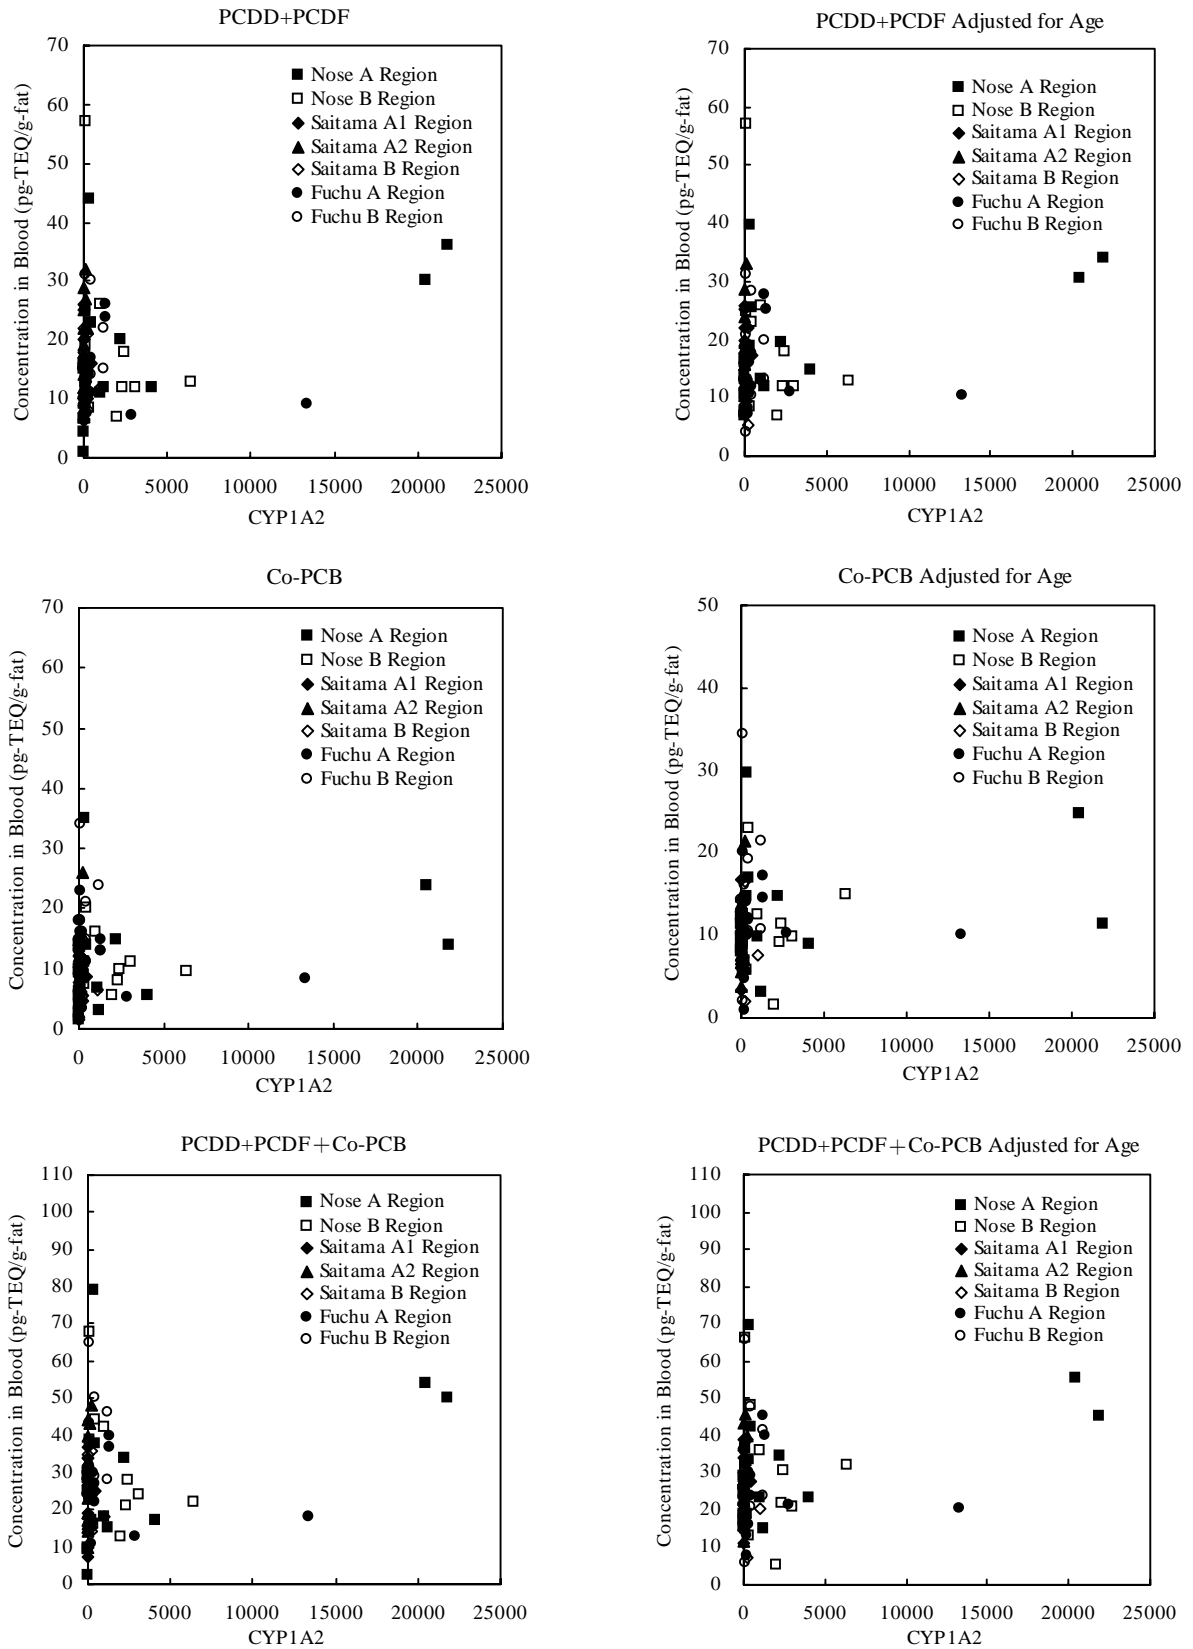 PCDD+PCDF
Concentration in Blood (pg-TEQ/g-fat)
70
60
50
40
30
20
10
0
Nose A Region
Nose B Region
Saitama A1 Region
Saitama A2 Region
Saitama B Region
Fuchu A Region
Fuchu B Region
0 5000 10000 15000 20000 25000
CYP1A2
PCDD+PCDF Adjusted for Age
Concentration in Blood (pg-TEQ/g-fat)
70
60
50
40
30
20
10
0
Nose A Region
Nose B Region
Saitama A1 Region
Saitama A2 Region
Saitama B Region
Fuchu A Region
Fuchu B Region
0 5000 10000 15000 20000 25000
CYP1A2
Co-PCB
Concentration in Blood (pg-TEQ/g-fat)
70
60
50
40
30
20
10
0
Nose A Region
Nose B Region
Saitama A1 Region
Saitama A2 Region
Saitama B Region
Fuchu A Region
Fuchu B Region
0 5000 10000 15000 20000 25000
CYP1A2
Co-PCB Adjusted for Age
Concentration in Blood (pg-TEQ/g-fat)
50
40
30
20
10
0
Nose A Region
Nose B Region
Saitama A1 Region
Saitama A2 Region
Saitama B Region
Fuchu A Region
Fuchu B Region
0 5000 10000 15000 20000 25000
CYP1A2
PCDD+PCDF+Co-PCB
Concentration in Blood (pg-TEQ/g-fat)
110
100
90
80
70
60
50
40
30
20
10
0
Nose A Region
Nose B Region
Saitama A1 Region
Saitama A2 Region
Saitama B Region
Fuchu A Region
Fuchu B Region
0 5000 10000 15000 20000 25000
CYP1A2
PCDD+PCDF+Co-PCB Adjusted for Age
Concentration in Blood (pg-TEQ/g-fat)
110
100
90
80
70
60
50
40
30
20
10
0
Nose A Region
Nose B Region
Saitama A1 Region
Saitama A2 Region
Saitama B Region
Fuchu A Region
Fuchu B Region
0 5000 10000 15000 20000 25000
CYP1A2